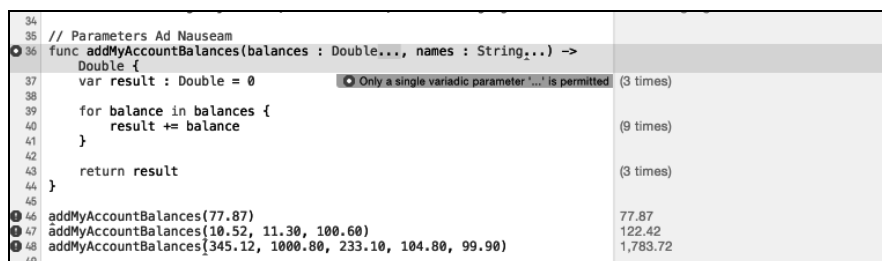 34
35 // Parameters Ad Nauseam
36 func addMyAccountBalances(balances : Double..., names : String...) ->
Double {
37 var result : Double = 0 Only a single variadic parameter '...' is permitted (3 times)
38
39 for balance in balances {
40 result += balance (9 times)
41 }
42
43 return result (3 times)
44 }
45
46 addMyAccountBalances(77.87) 77.87
47 addMyAccountBalances(10.52, 11.30, 100.60) 122.42
48 addMyAccountBalances(345.12, 1000.80, 233.10, 104.80, 99.90) 1,783.72